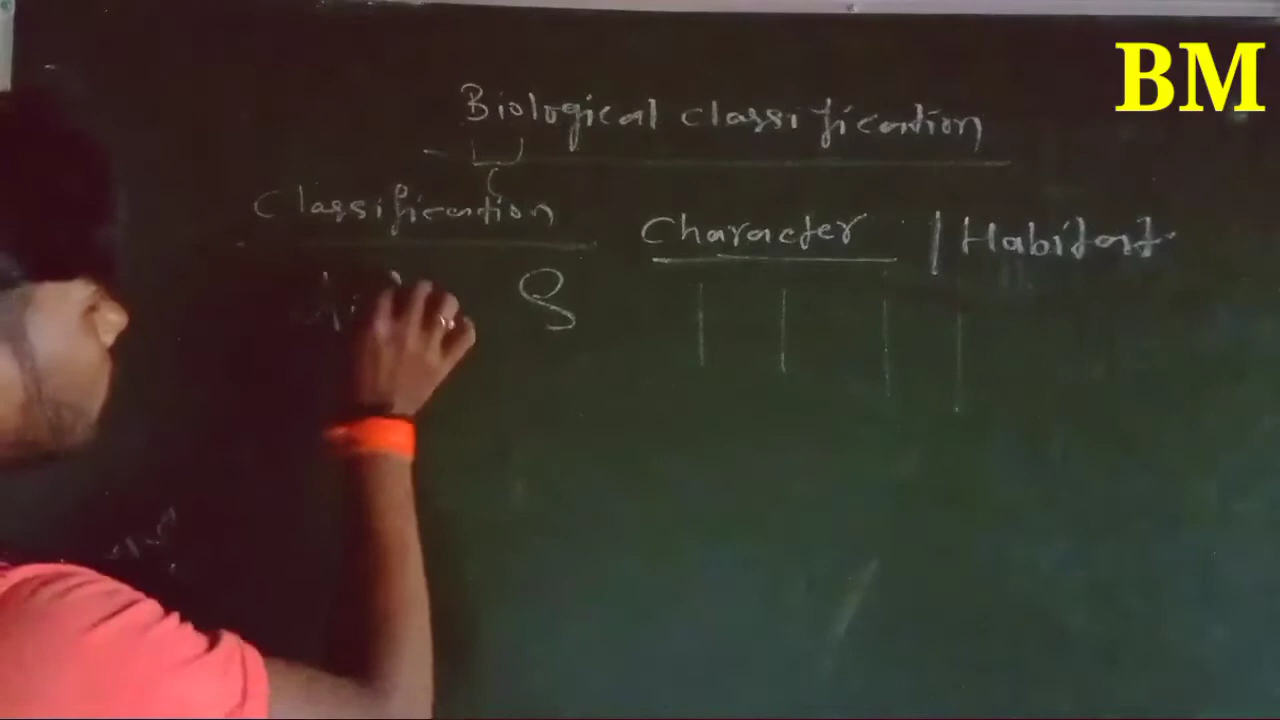 BM
Biological classification
Classification
Character / Habitat